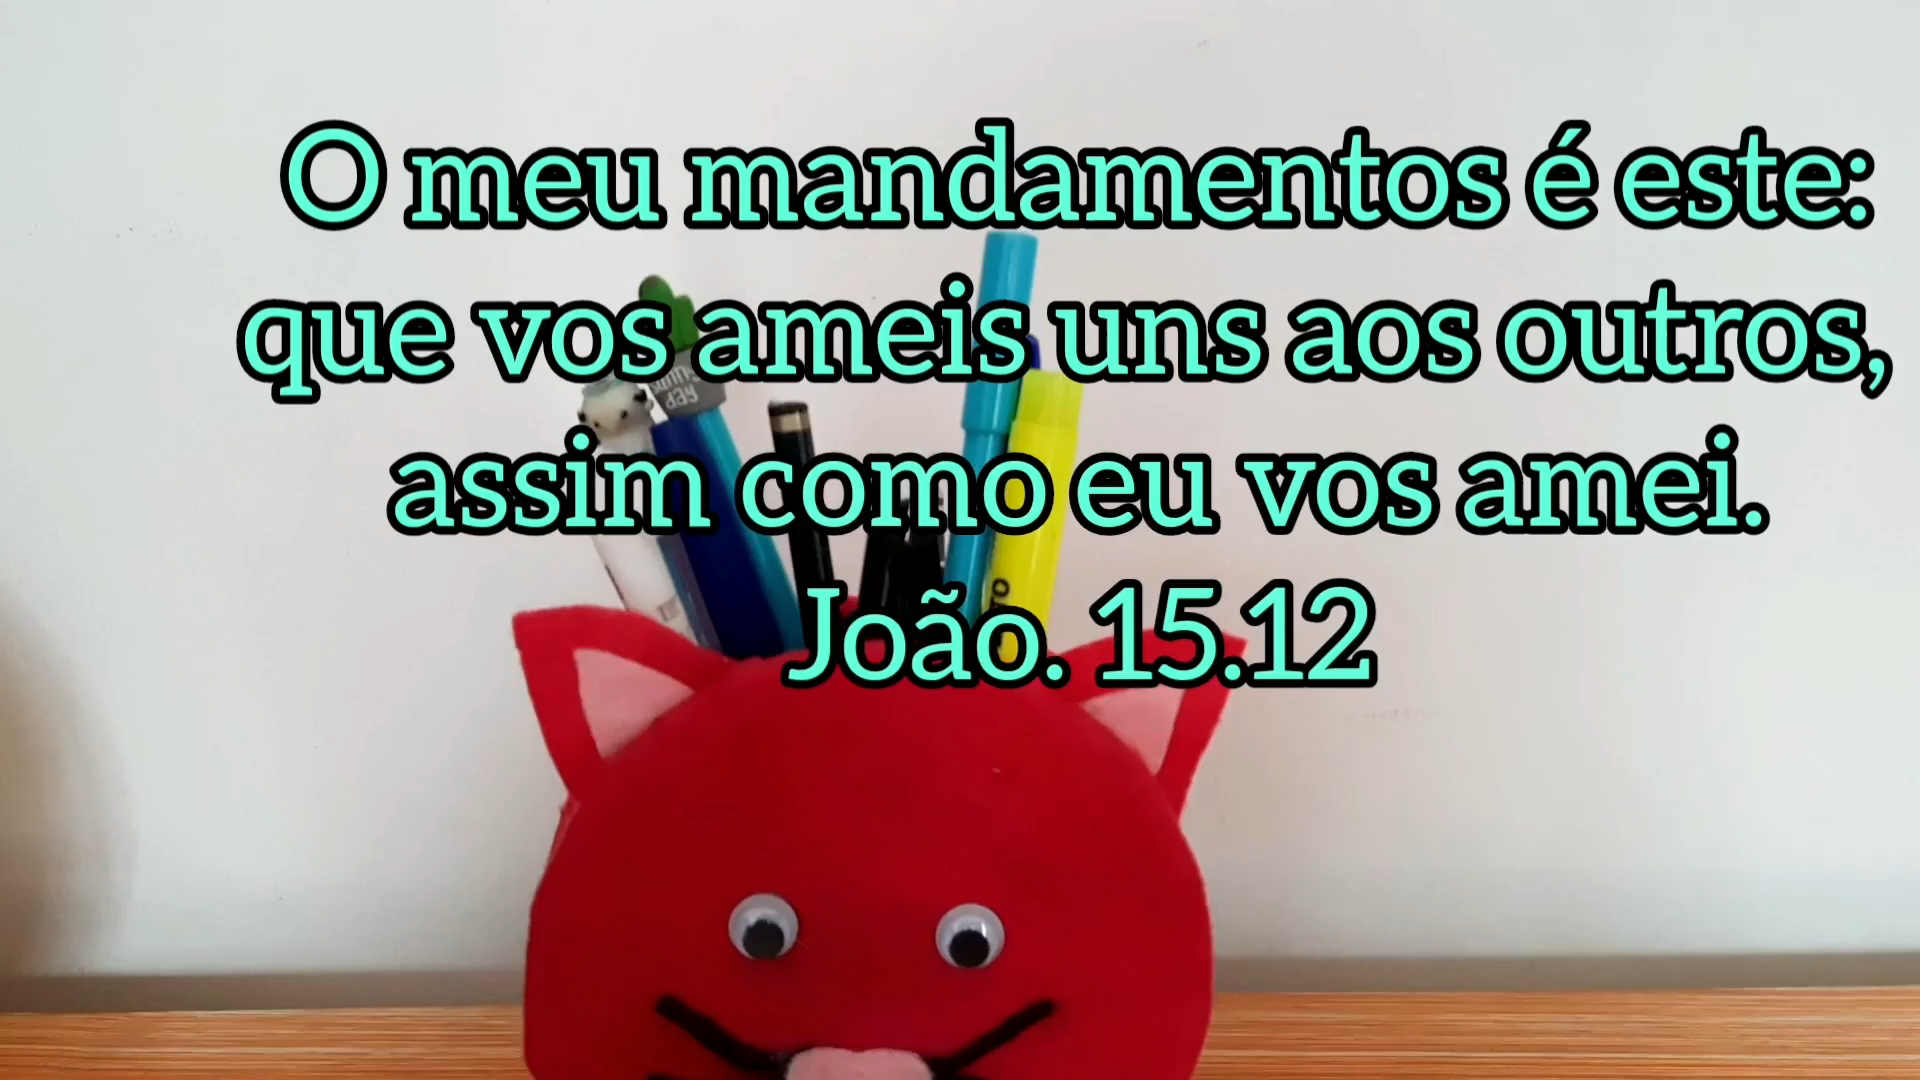 O meu mandamentos é este:
que vos ameis uns aos outros,
assim como eu vos amei.
João. 15.12